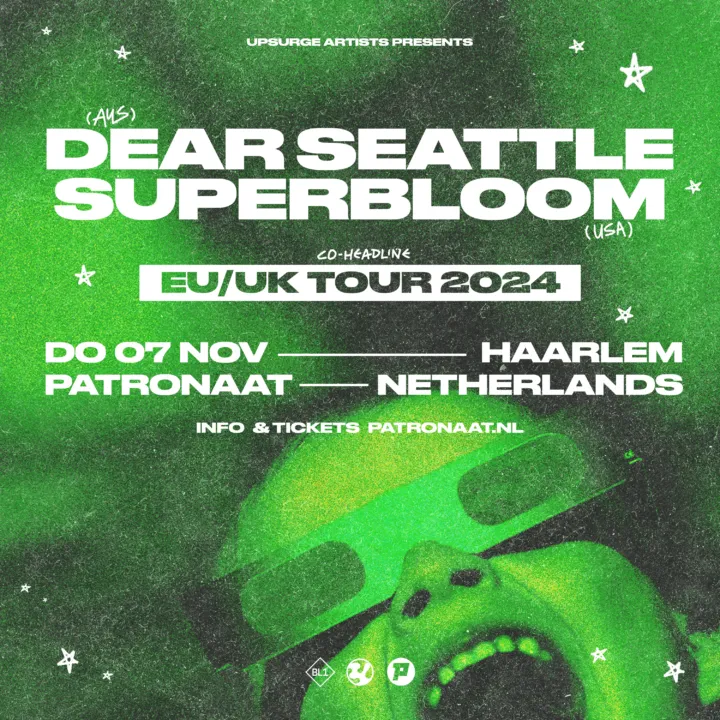 UPSURGE ARTISTS PRESENTS
(AUS)
DEAR SEATTLE
SUPERBLOOM
(USA)
CO-HEADLINE
EU/UK TOUR 2024
DO 07 NOV HAARLEM
PATRONAAT NETHERLANDS
INFO & TICKETS PATRONAAT.NL
BLI P